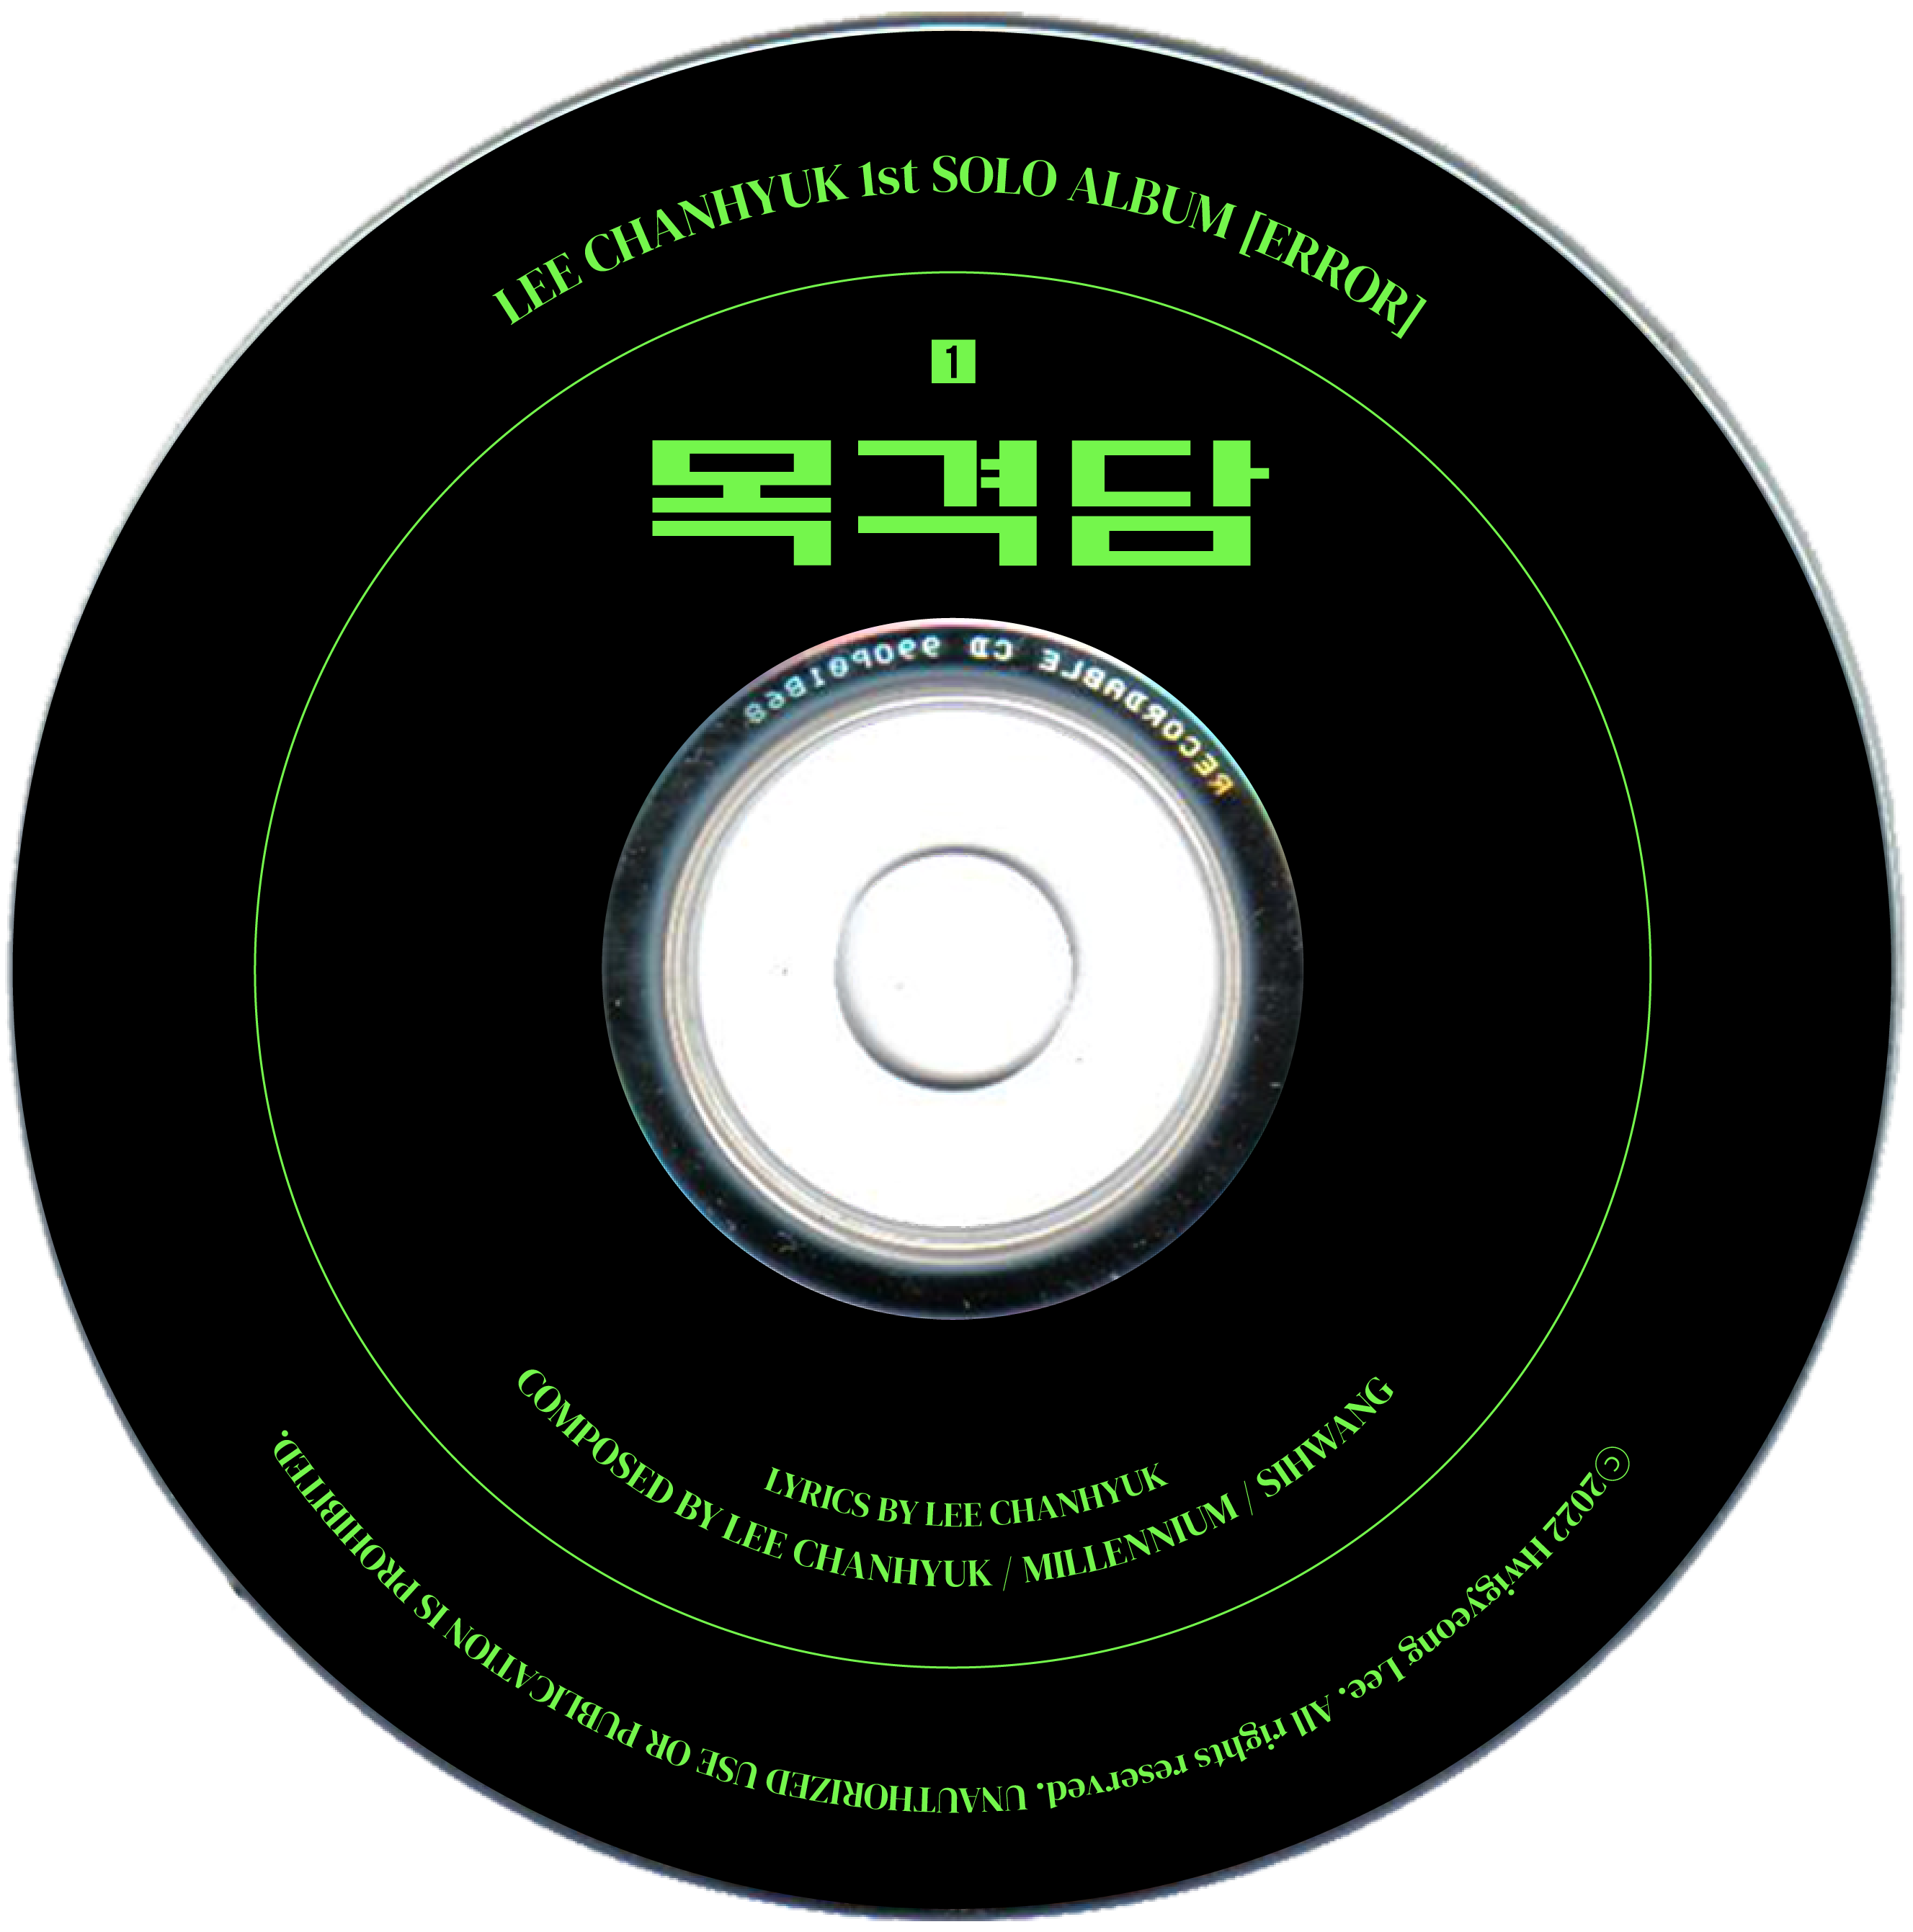 LEE CHANHYUK 1st SOLO ALBUM [ERROR]
1
목격담
RECORDABLE CD
LYRICS BY LEE CHANHYUK
COMPOSED BY LEE CHANHYUK / MILLENNIUM / SIHWANG
©2022 Hwigyeong Lee. All rights reserved. UNAUTHORIZED USE OR PUBLICATION IS PROHIBITED.